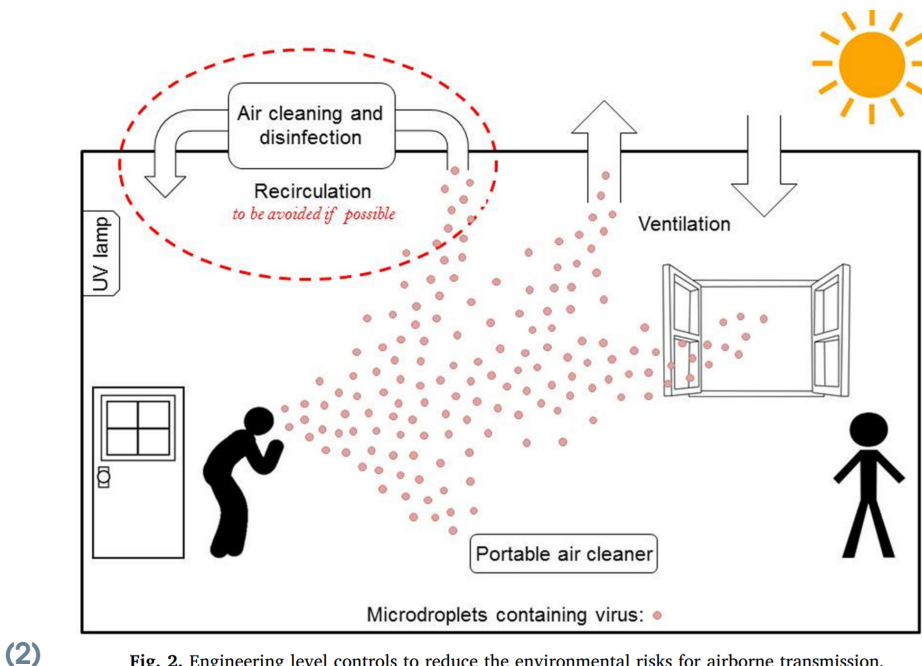 Air cleaning and
disinfection
Recirculation
to be avoided if possible
UV lamp
Ventilation
Portable air cleaner
Microdroplets containing virus:
(2)
Fig. 2. Engineering level controls to reduce the environmental risks for airborne transmission.